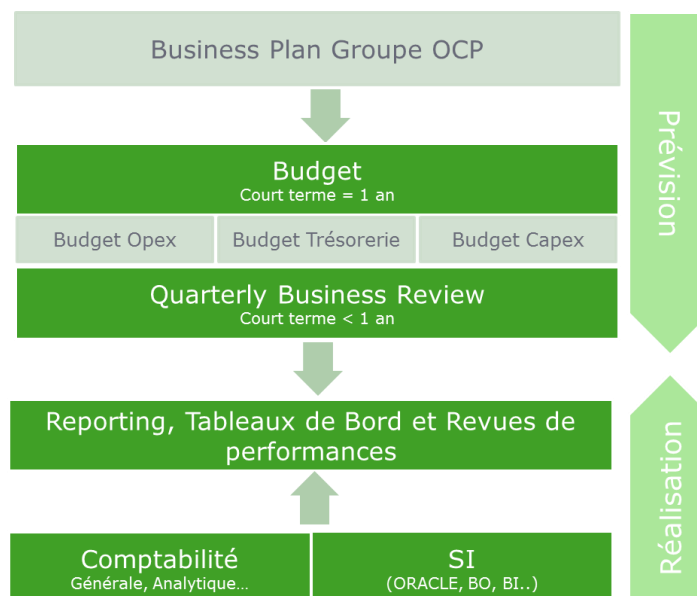 Business Plan Groupe OCP
Budget
Court terme = 1 an
Budget Opex
Budget Trésorerie
Budget Capex
Quarterly Business Review
Court terme < 1 an
Reporting, Tableaux de Bord et Revues de
performances
Comptabilité
Générale, Analytique...
SI
(ORACLE, BO, BI..)
Prévision
Réalisation